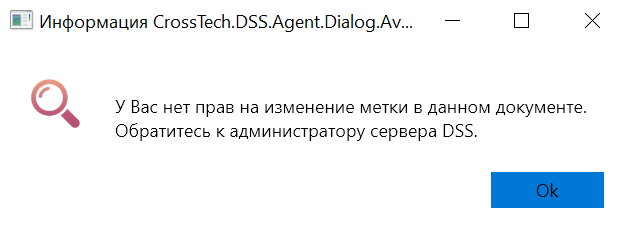 Информация CrossTech.DSS.Agent.Dialog.Av...
У Вас нет прав на изменение метки в данном документе.
Обратитесь к администратору сервера DSS.
Ok